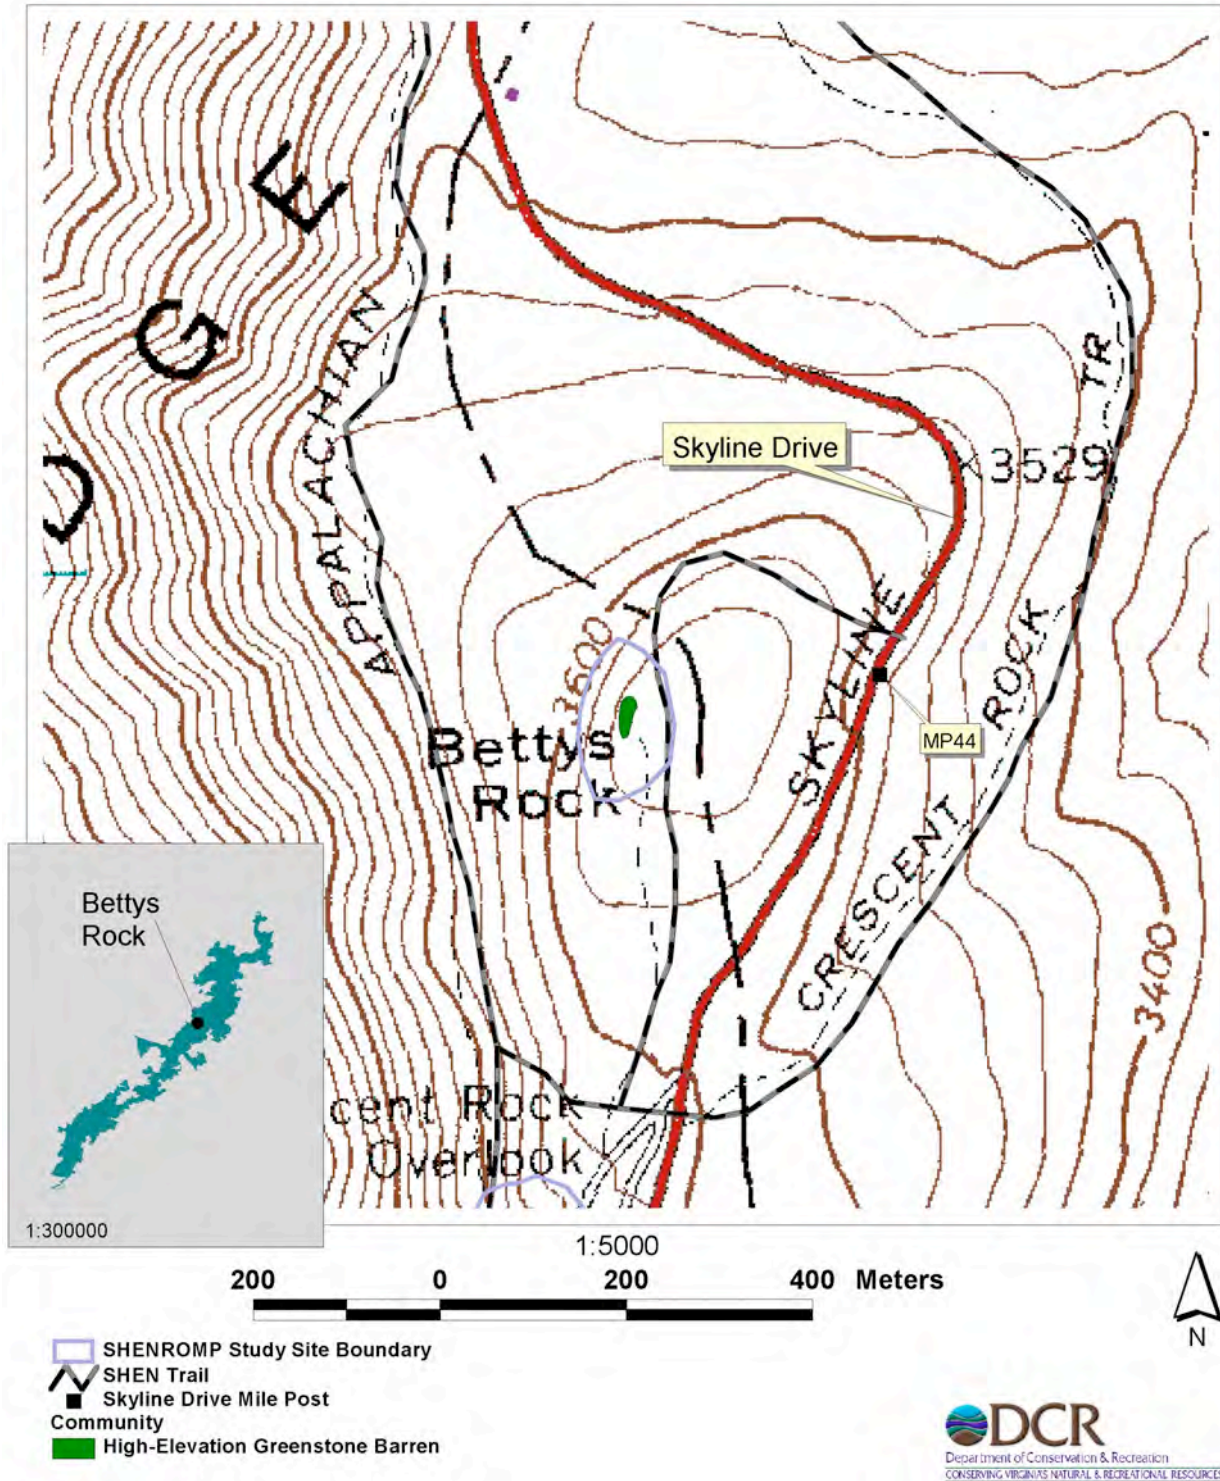 E
G
D
APPALACHIAN
Skyline Drive
3529
TR
ROCK
CRESCENT
SKYLINE
MP44
3600
Bettys
Rock
3400
cent Rock
Overlook
Bettys
Rock
1:300000
1:5000
200 0 200 400 Meters
N
SHENROMP Study Site Boundary
SHEN Trail
Skyline Drive Mile Post
Community
High-Elevation Greenstone Barren
DCR
Department of Conservation & Recreation
CONSERVING VIRGINIA'S NATURAL & RECREATIONAL RESOURCES